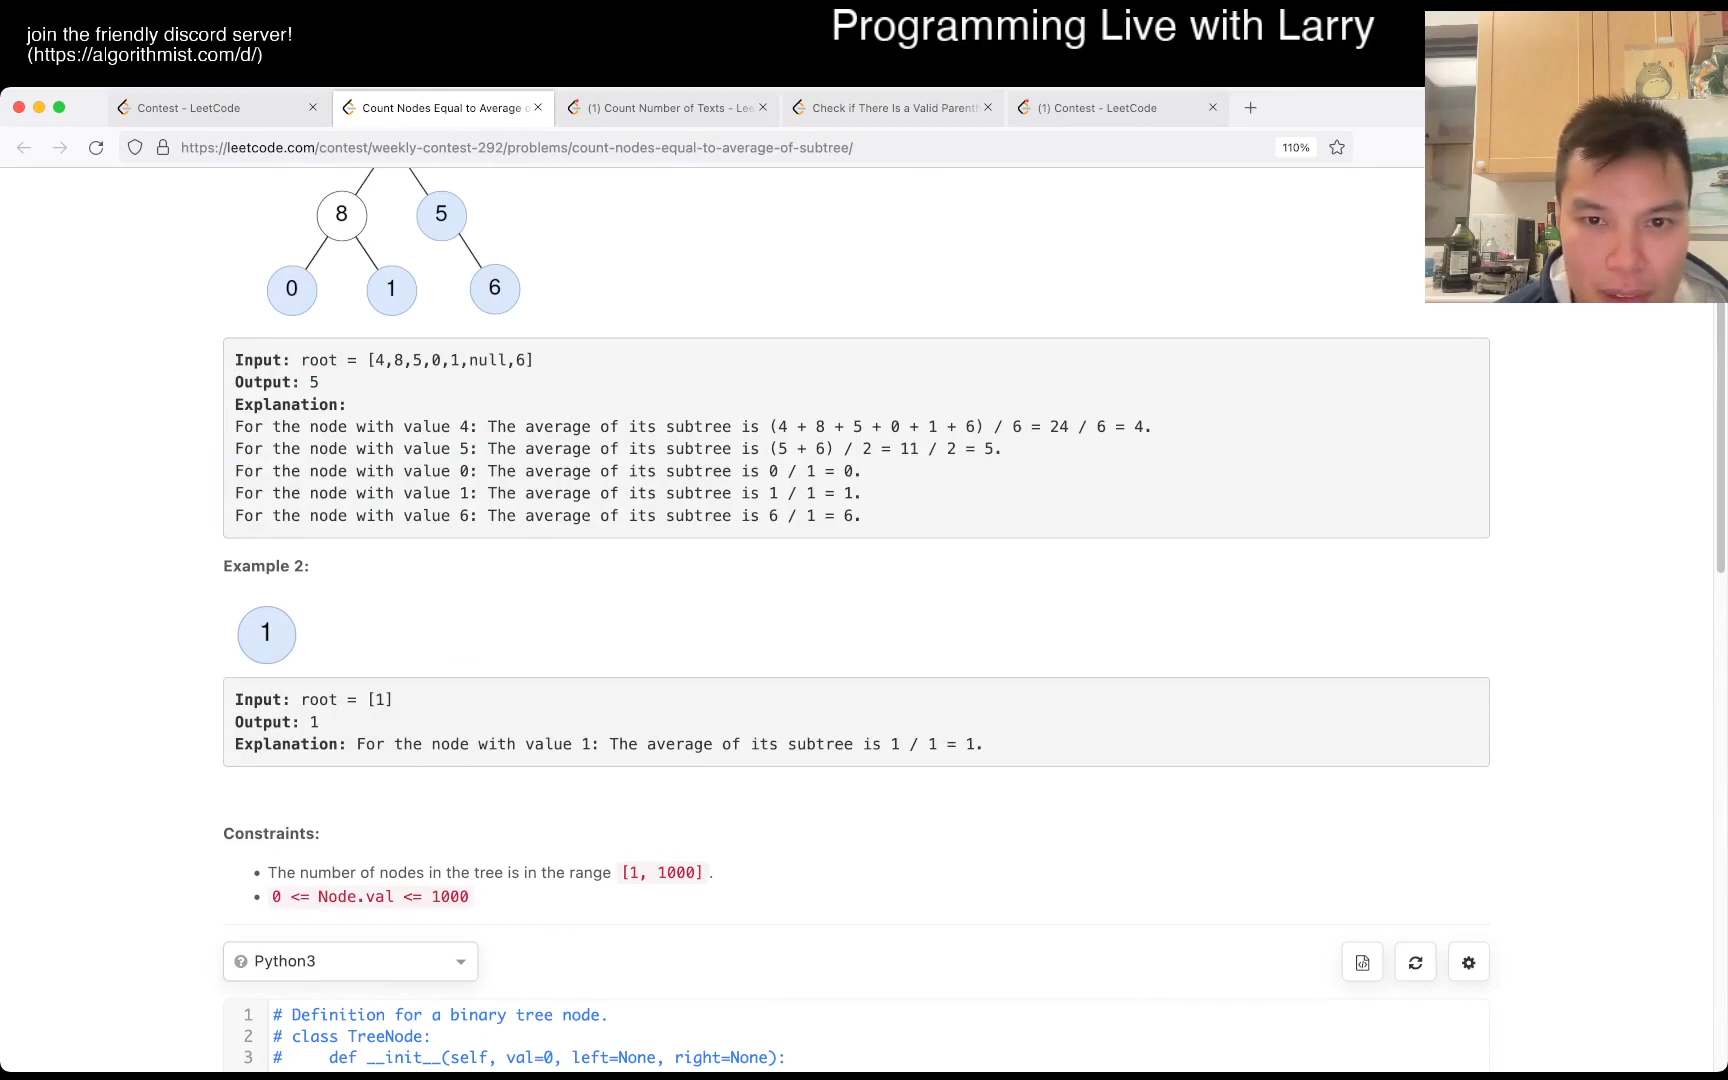 join the friendly discord server!
(https://algorithmist.com/d/)
Programming Live with Larry
Contest - LeetCode
Count Nodes Equal to Average o
(1) Count Number of Texts - Lee
Check if There Is a Valid Parenth
(1) Contest - LeetCode
https://leetcode.com/contest/weekly-contest-292/problems/count-nodes-equal-to-average-of-subtree/
110%
8
5
0
1
6
Input: root = [4,8,5,0,1,null,6]
Output: 5
Explanation:
For the node with value 4: The average of its subtree is (4 + 8 + 5 + 0 + 1 + 6) / 6 = 24 / 6 = 4.
For the node with value 5: The average of its subtree is (5 + 6) / 2 = 11 / 2 = 5.
For the node with value 0: The average of its subtree is 0 / 1 = 0.
For the node with value 1: The average of its subtree is 1 / 1 = 1.
For the node with value 6: The average of its subtree is 6 / 1 = 6.
Example 2:
1
Input: root = [1]
Output: 1
Explanation: For the node with value 1: The average of its subtree is 1 / 1 = 1.
Constraints:
• The number of nodes in the tree is in the range [1, 1000].
• 0 <= Node.val <= 1000
Python3
1 # Definition for a binary tree node.
2 # class TreeNode:
3 #     def __init__(self, val=0, left=None, right=None):